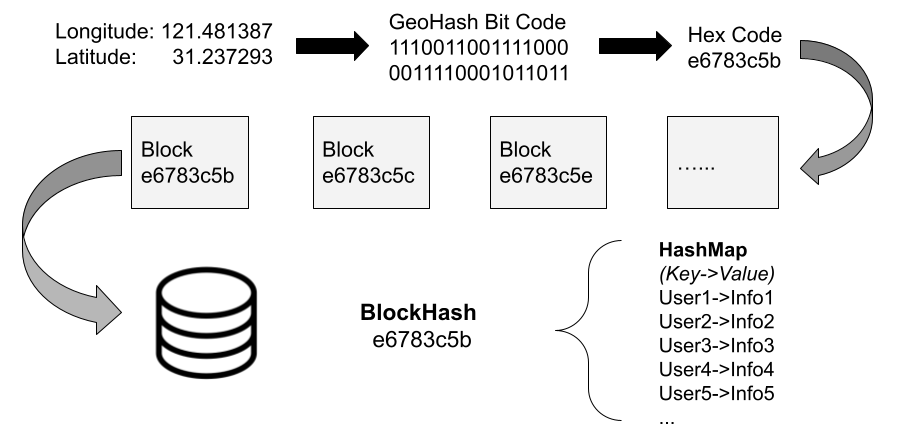 Longitude: 121.481387
Latitude: 31.237293
GeoHash Bit Code
1110011001111000
0011110001011011
Hex Code
e6783c5b
Block
e6783c5b
Block
e6783c5c
Block
e6783c5e
…...
BlockHash
e6783c5b
HashMap
(Key->Value)
User1->Info1
User2->Info2
User3->Info3
User4->Info4
User5->Info5
...